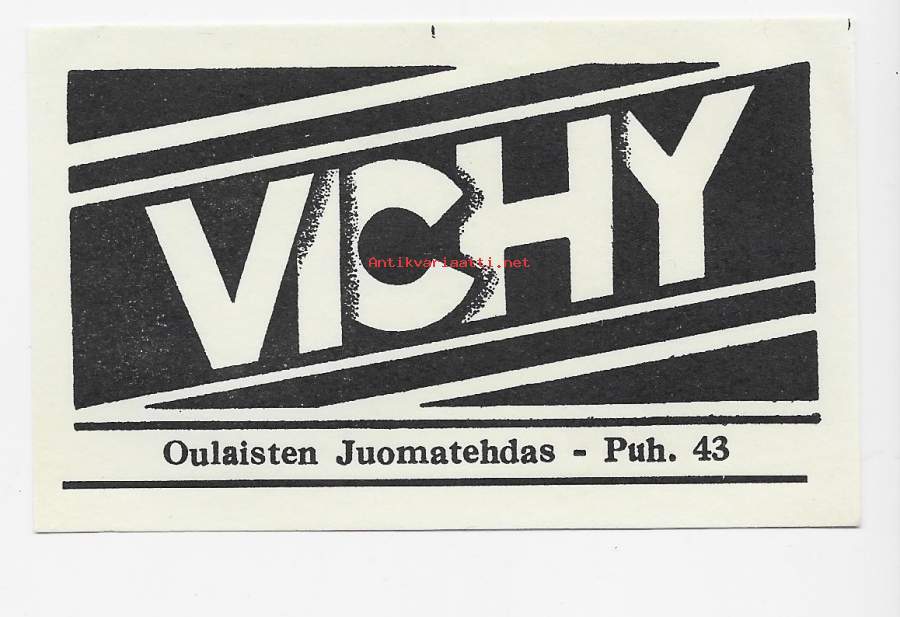 VICHY
Antikvariaatti.net
Oulaisten Juomatehdas - Puh. 43